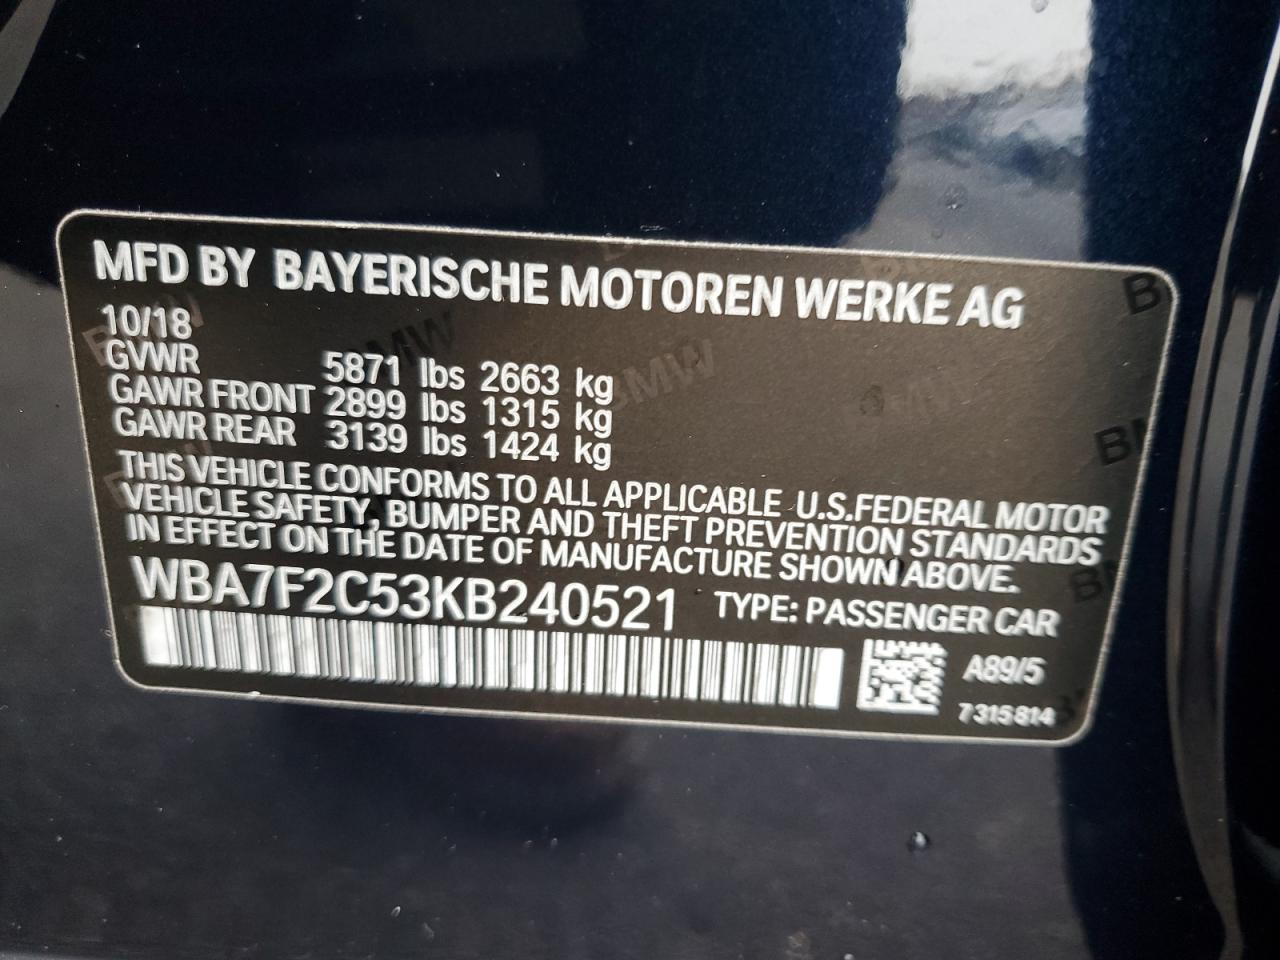 MFD BY BAYERISCHE MOTOREN WERKE AG
10/18
GVWR 5871 lbs 2663 kg
GAWR FRONT 2899 lbs 1315 kg
GAWR REAR 3139 lbs 1424 kg
THIS VEHICLE CONFORMS TO ALL APPLICABLE U.S.FEDERAL MOTOR
VEHICLE SAFETY, BUMPER AND THEFT PREVENTION STANDARDS
IN EFFECT ON THE DATE OF MANUFACTURE SHOWN ABOVE.
WBA7F2C53KB240521 TYPE: PASSENGER CAR
A89/5
7315814